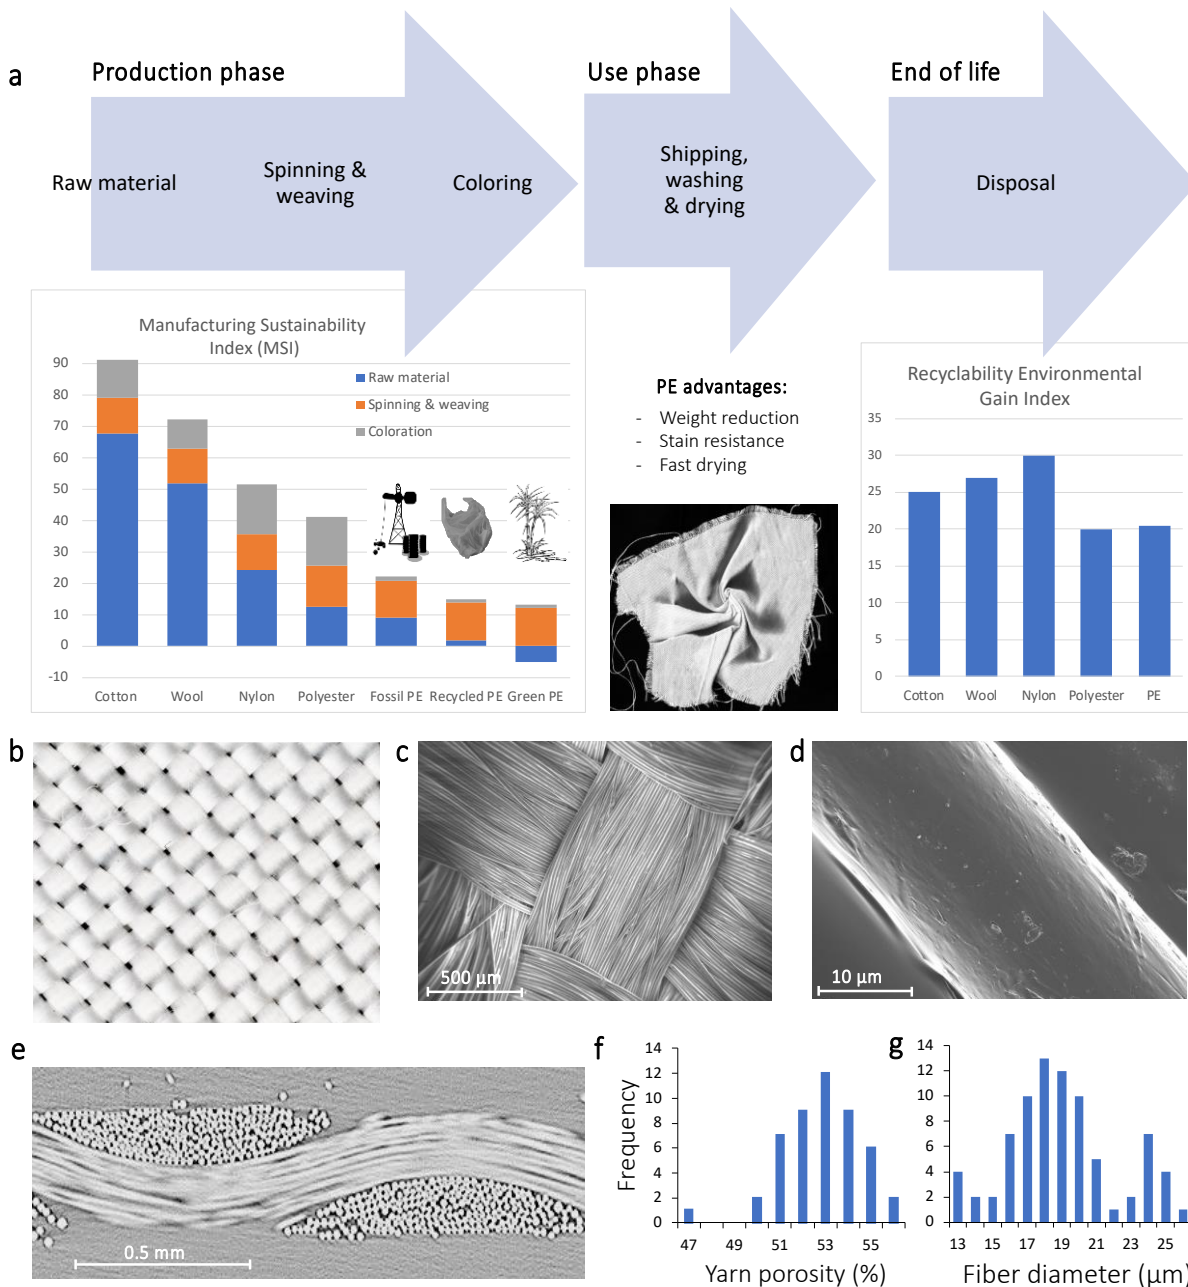 a
Production phase
Use phase
End of life
Raw material
Spinning &
weaving
Coloring
Shipping,
washing
& drying
Disposal
Manufacturing Sustainability
Index (MSI)
90
80
70
60
50
40
30
20
10
0
-10
Raw material
Spinning & weaving
Coloration
Cotton
Wool
Nylon
Polyester
Fossil PE
Recycled PE
Green PE
PE advantages:
- Weight reduction
- Stain resistance
- Fast drying
Recyclability Environmental
Gain Index
35
30
25
20
15
10
5
0
Cotton
Wool
Nylon
Polyester
PE
b
c
500 µm
d
10 µm
e
0.5 mm
f
Frequency
14
12
10
8
6
4
2
0
47
49
51
53
55
Yarn porosity (%)
g
14
12
10
8
6
4
2
0
13
15
17
19
21
23
25
Fiber diameter (µm)